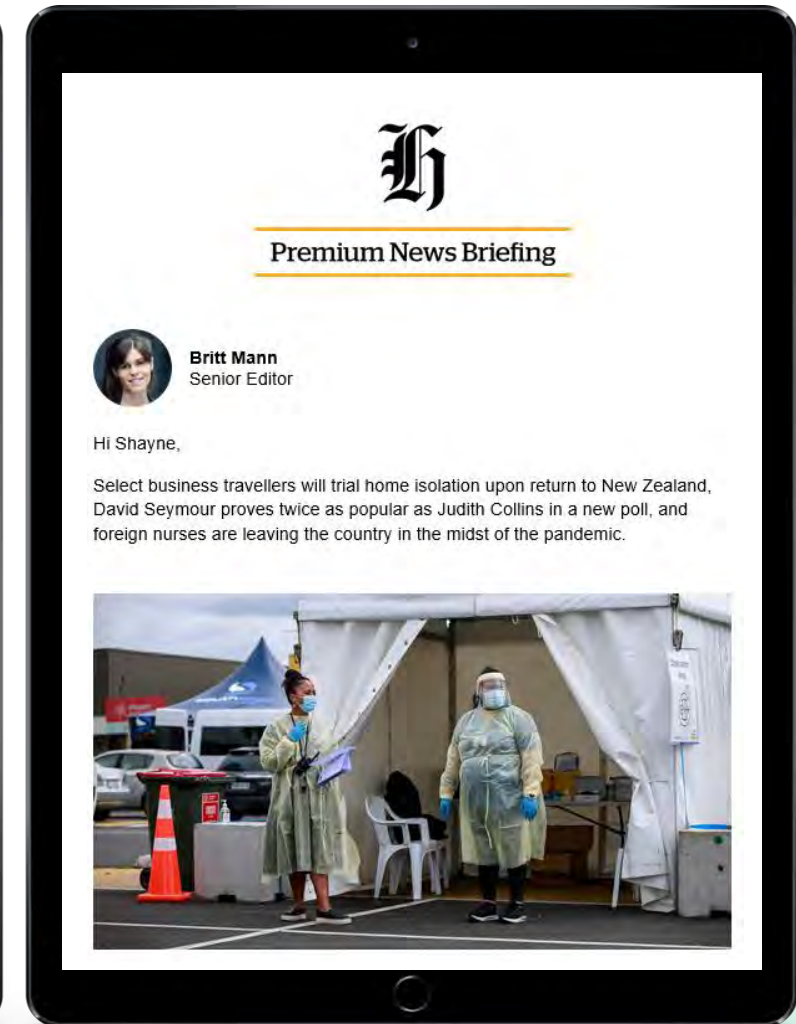 H
Premium News Briefing
Britt Mann
Senior Editor
Hi Shayne,
Select business travellers will trial home isolation upon return to New Zealand,
David Seymour proves twice as popular as Judith Collins in a new poll, and
foreign nurses are leaving the country in the midst of the pandemic.